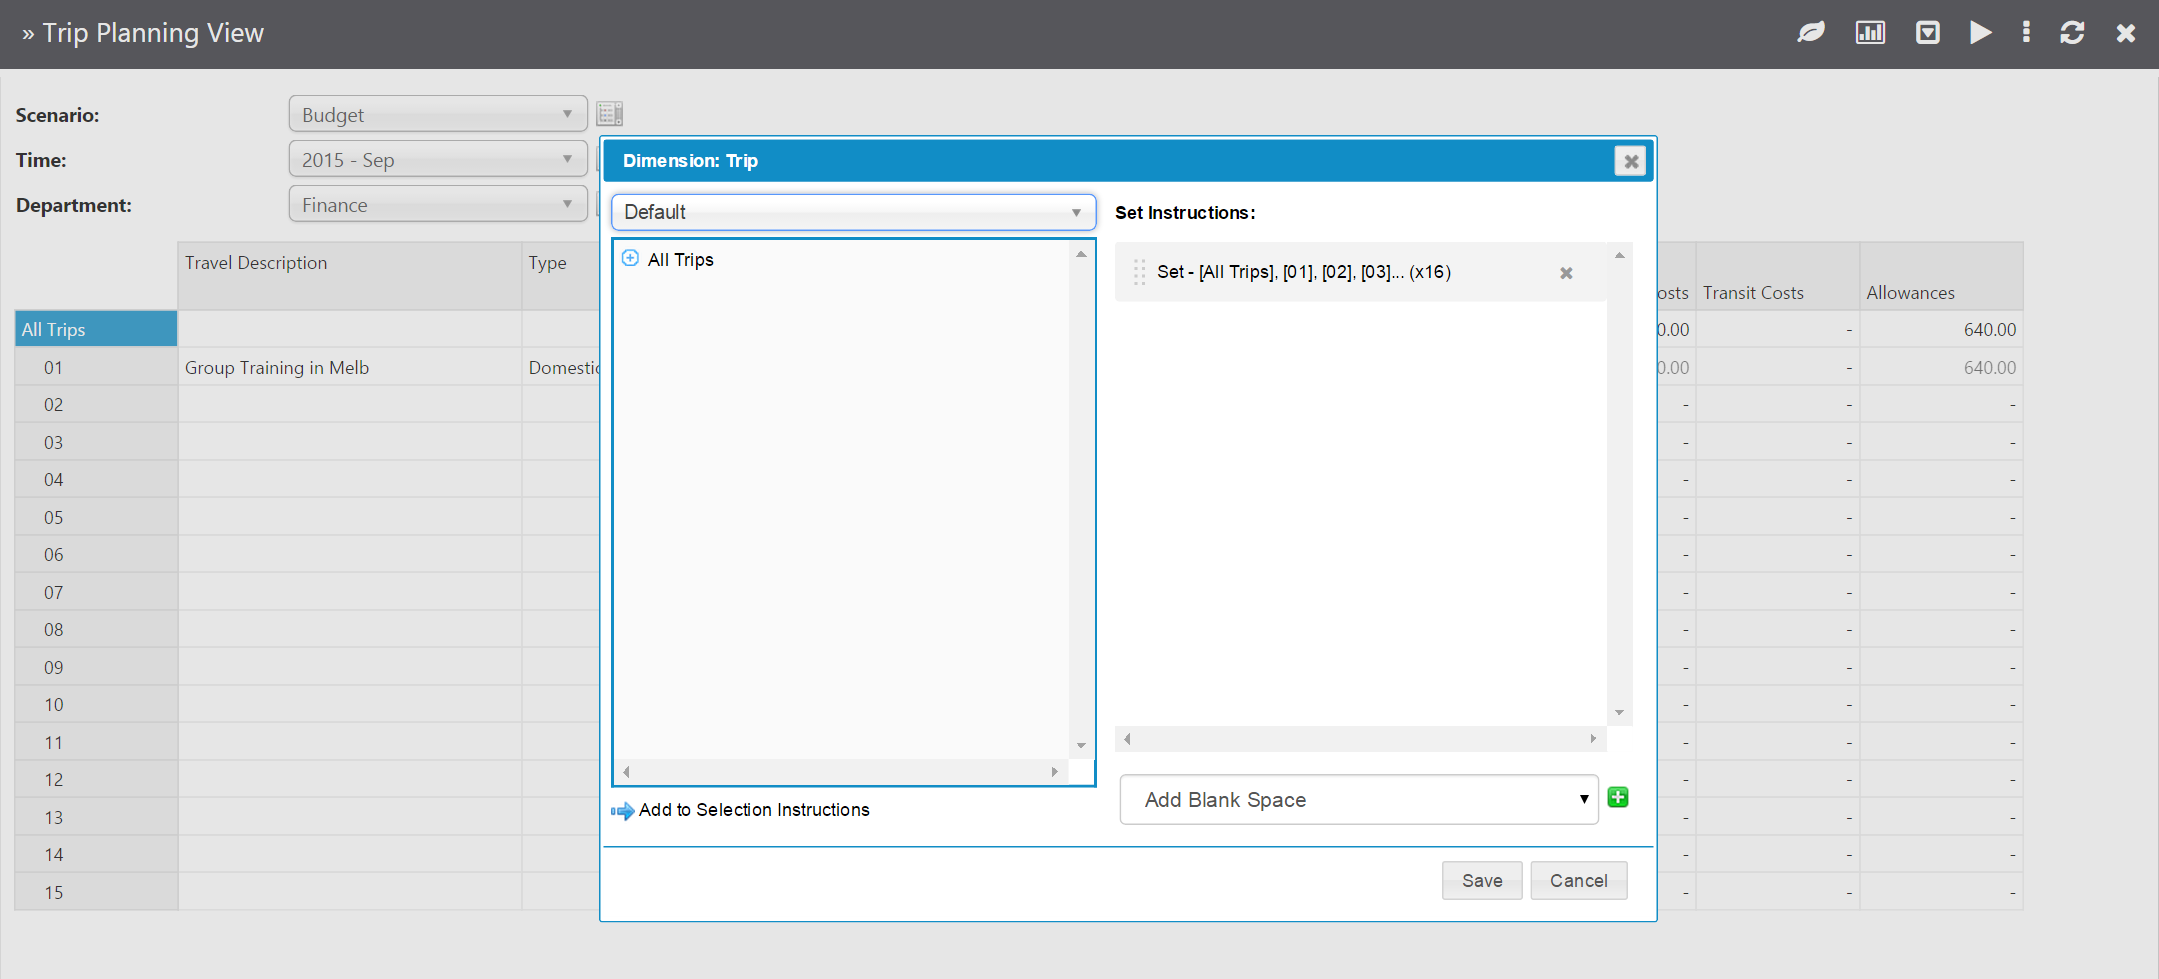 » Trip Planning View
Scenario:
Budget
Time:
2015 - Sep
Department:
Finance
Dimension: Trip
Default
All Trips
Add to Selection Instructions
Set Instructions:
Set - [All Trips], [01], [02], [03]... (x16)
Add Blank Space
Save Cancel
Travel Description Type osts Transit Costs Allowances
All Trips 0.00 - 640.00
01 Group Training in Melb Domestic 0.00 - 640.00
02 - - -
03 - - -
04 - - -
05 - - -
06 - - -
07 - - -
08 - - -
09 - - -
10 - - -
11 - - -
12 - - -
13 - - -
14 - - -
15 - - -